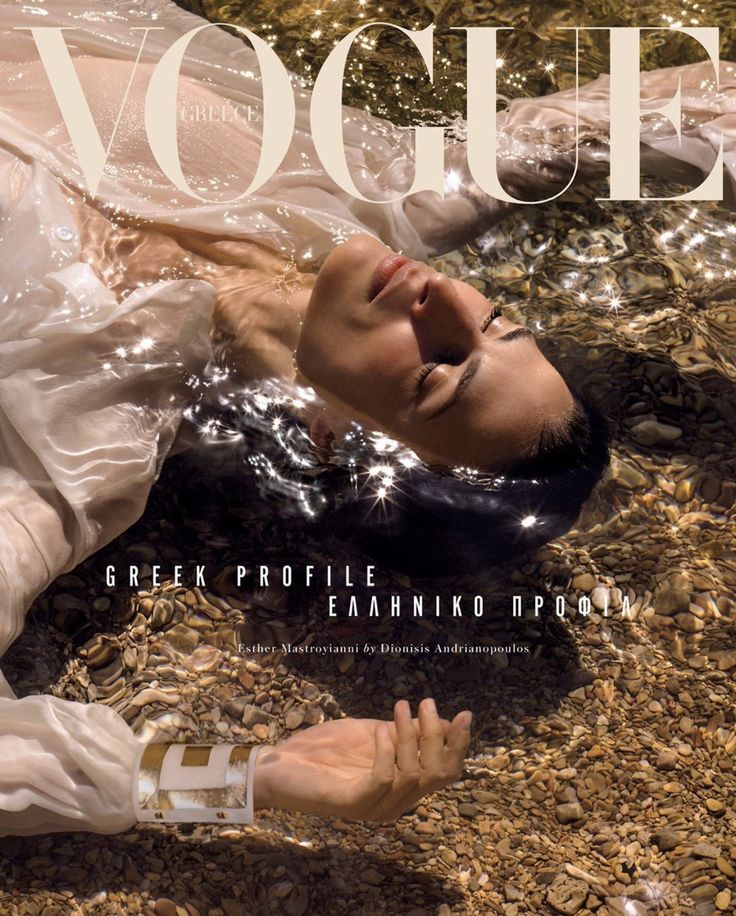 VOGUE
GREECE
GREEK PROFILE
ΕΛΛΗΝΙΚΟ ΠΡΟΦΙΛ
Esther Mastroyianni by Dionisis Andrianopoulos